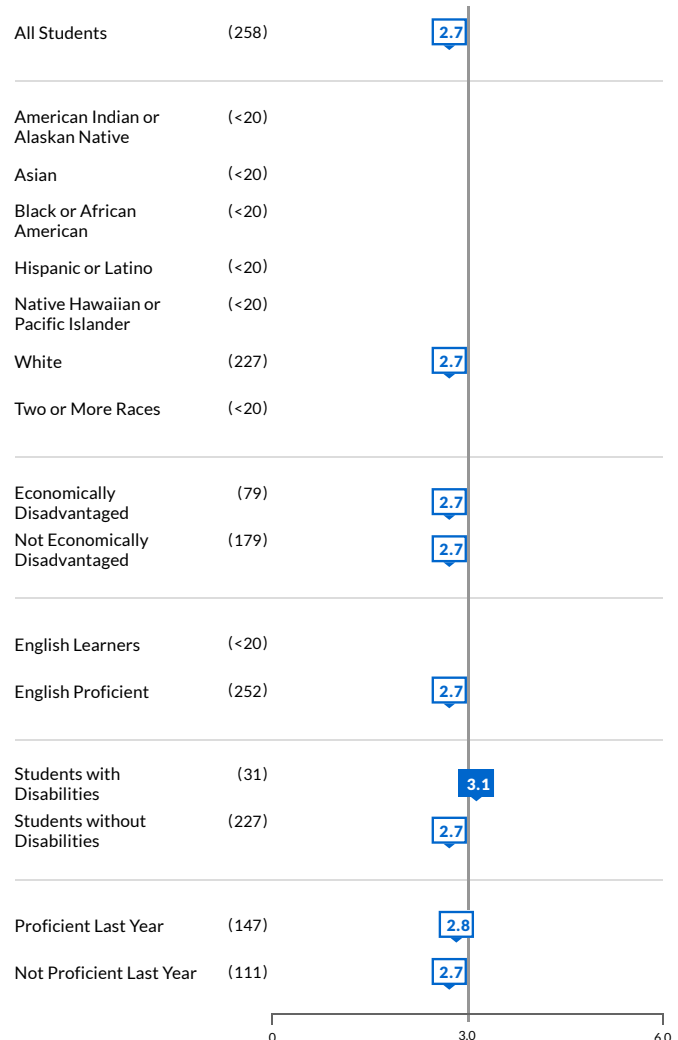 All Students (258) 2.7
American Indian or (<20)
Alaskan Native
Asian (<20)
Black or African (<20)
American
Hispanic or Latino (<20)
Native Hawaiian or (<20)
Pacific Islander
White (227) 2.7
Two or More Races (<20)
Economically (79) 2.7
Disadvantaged
Not Economically (179) 2.7
Disadvantaged
English Learners (<20)
English Proficient (252) 2.7
Students with (31) 3.1
Disabilities
Students without (227) 2.7
Disabilities
Proficient Last Year (147) 2.8
Not Proficient Last Year (111) 2.7
0 3.0 6.0